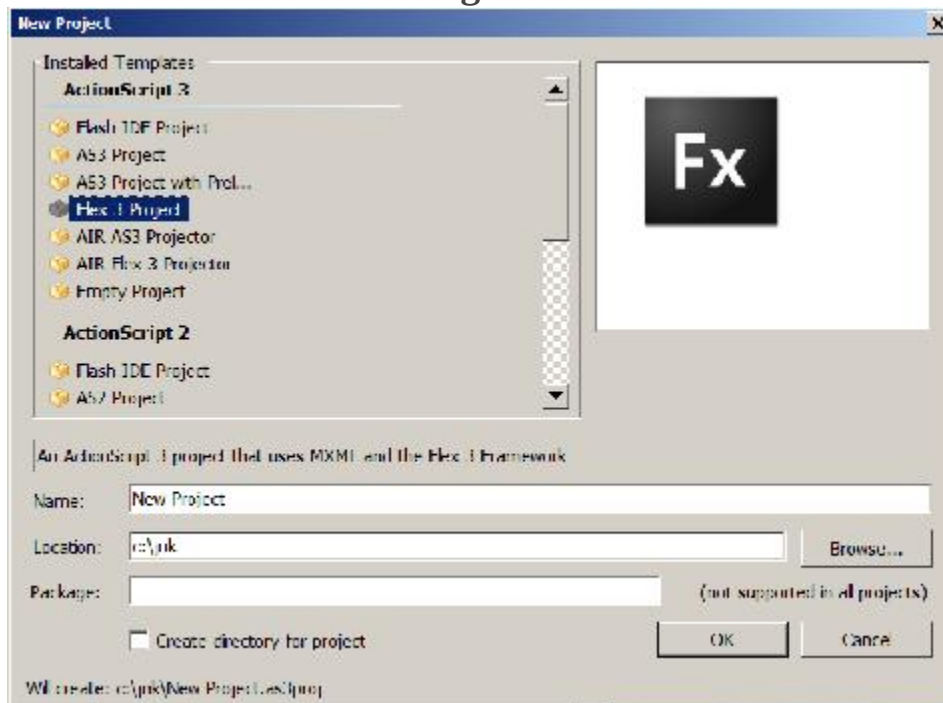 New Project
Installed Templates
ActionScript 3
Flash IDE Project
AS3 Project
AS3 Project with Prel...
Flex 3 Project
AIR AS3 Projector
AIR Flex 3 Projector
Empty Project
ActionScript 2
Flash IDE Project
AS2 Project
Fx
An ActionScript 3 project that uses MXML and the Flex 3 Framework
Name: New Project
Location: c:\jnk Browse...
Package: (not supported in all projects)
Create directory for project OK Cancel
Will create: c:\jnk\New Project.as3proj